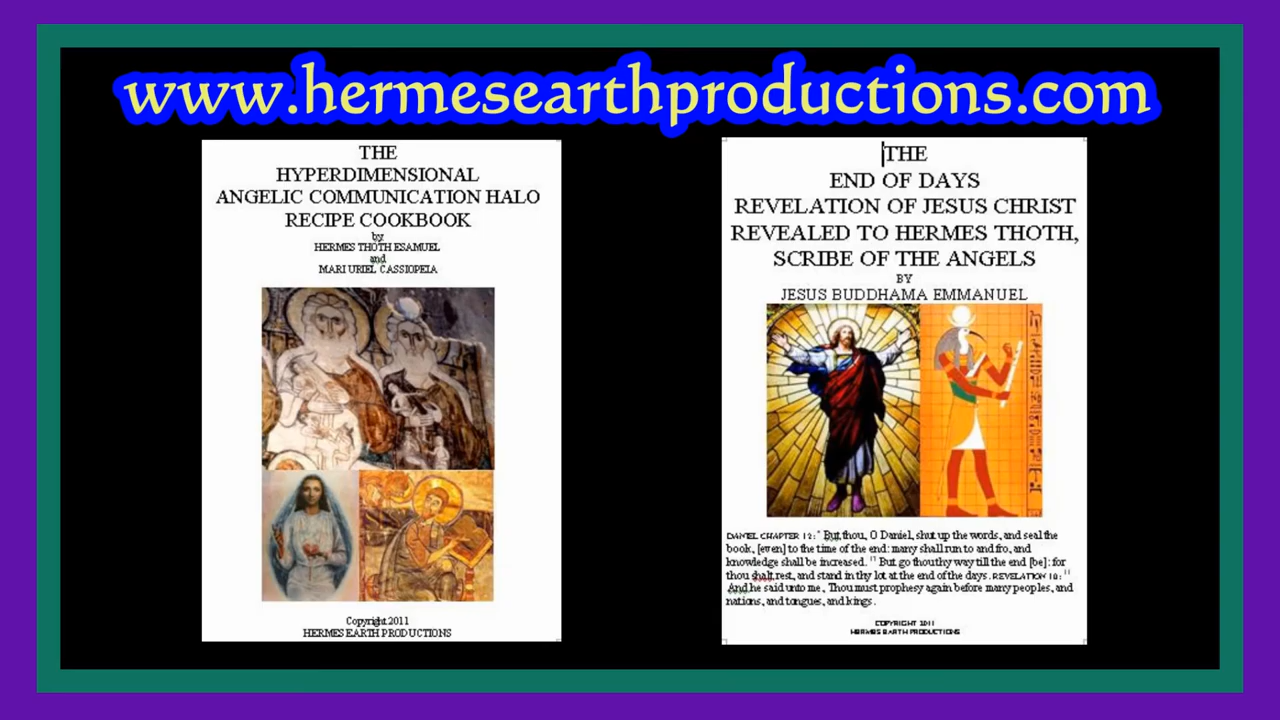 www.hermesearthproductions.com
THE
HYPERDIMENSIONAL
ANGELIC COMMUNICATION HALO
RECIPE COOKBOOK
by
HERMES THOTH ESAMUEL
and
MARI URIEL CASSIOPEIA
Copyright 2011
HERMES EARTH PRODUCTIONS
THE
END OF DAYS
REVELATION OF JESUS CHRIST
REVEALED TO HERMES THOTH,
SCRIBE OF THE ANGELS
BY
JESUS BUDDHAMA EMMANUEL
DANIEL CHAPTER 12: " But thou, O Daniel, shut up the words, and seal the
book, [even] to the time of the end: many shall run to and fro, and
knowledge shall be increased. 13 But go thou thy way till the end [be]: for
thou shalt rest, and stand in thy lot at the end of the days. REVELATION 10: 11
And he said unto me, Thou must prophesy again before many peoples, and
nations, and tongues, and kings.
COPYRIGHT 2011
HERMES EARTH PRODUCTIONS